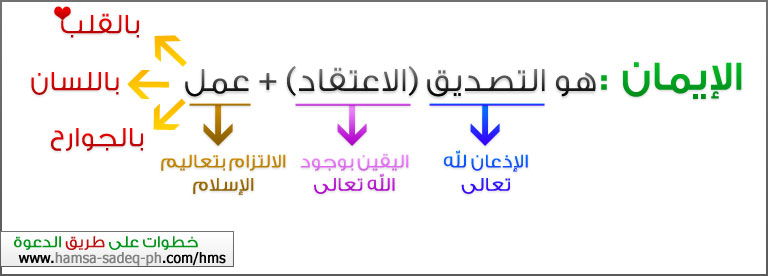 الإيمان : هو التصديق (الاعتقاد) + عمل
بالقلب
باللسان
بالجوارح
الإذعان لله
تعالى
اليقين بوجود
الله تعالى
الالتزام بتعاليم
الإسلام
خطوات على طريق الدعوة
www.hamsa-sadeq-ph.com/hms